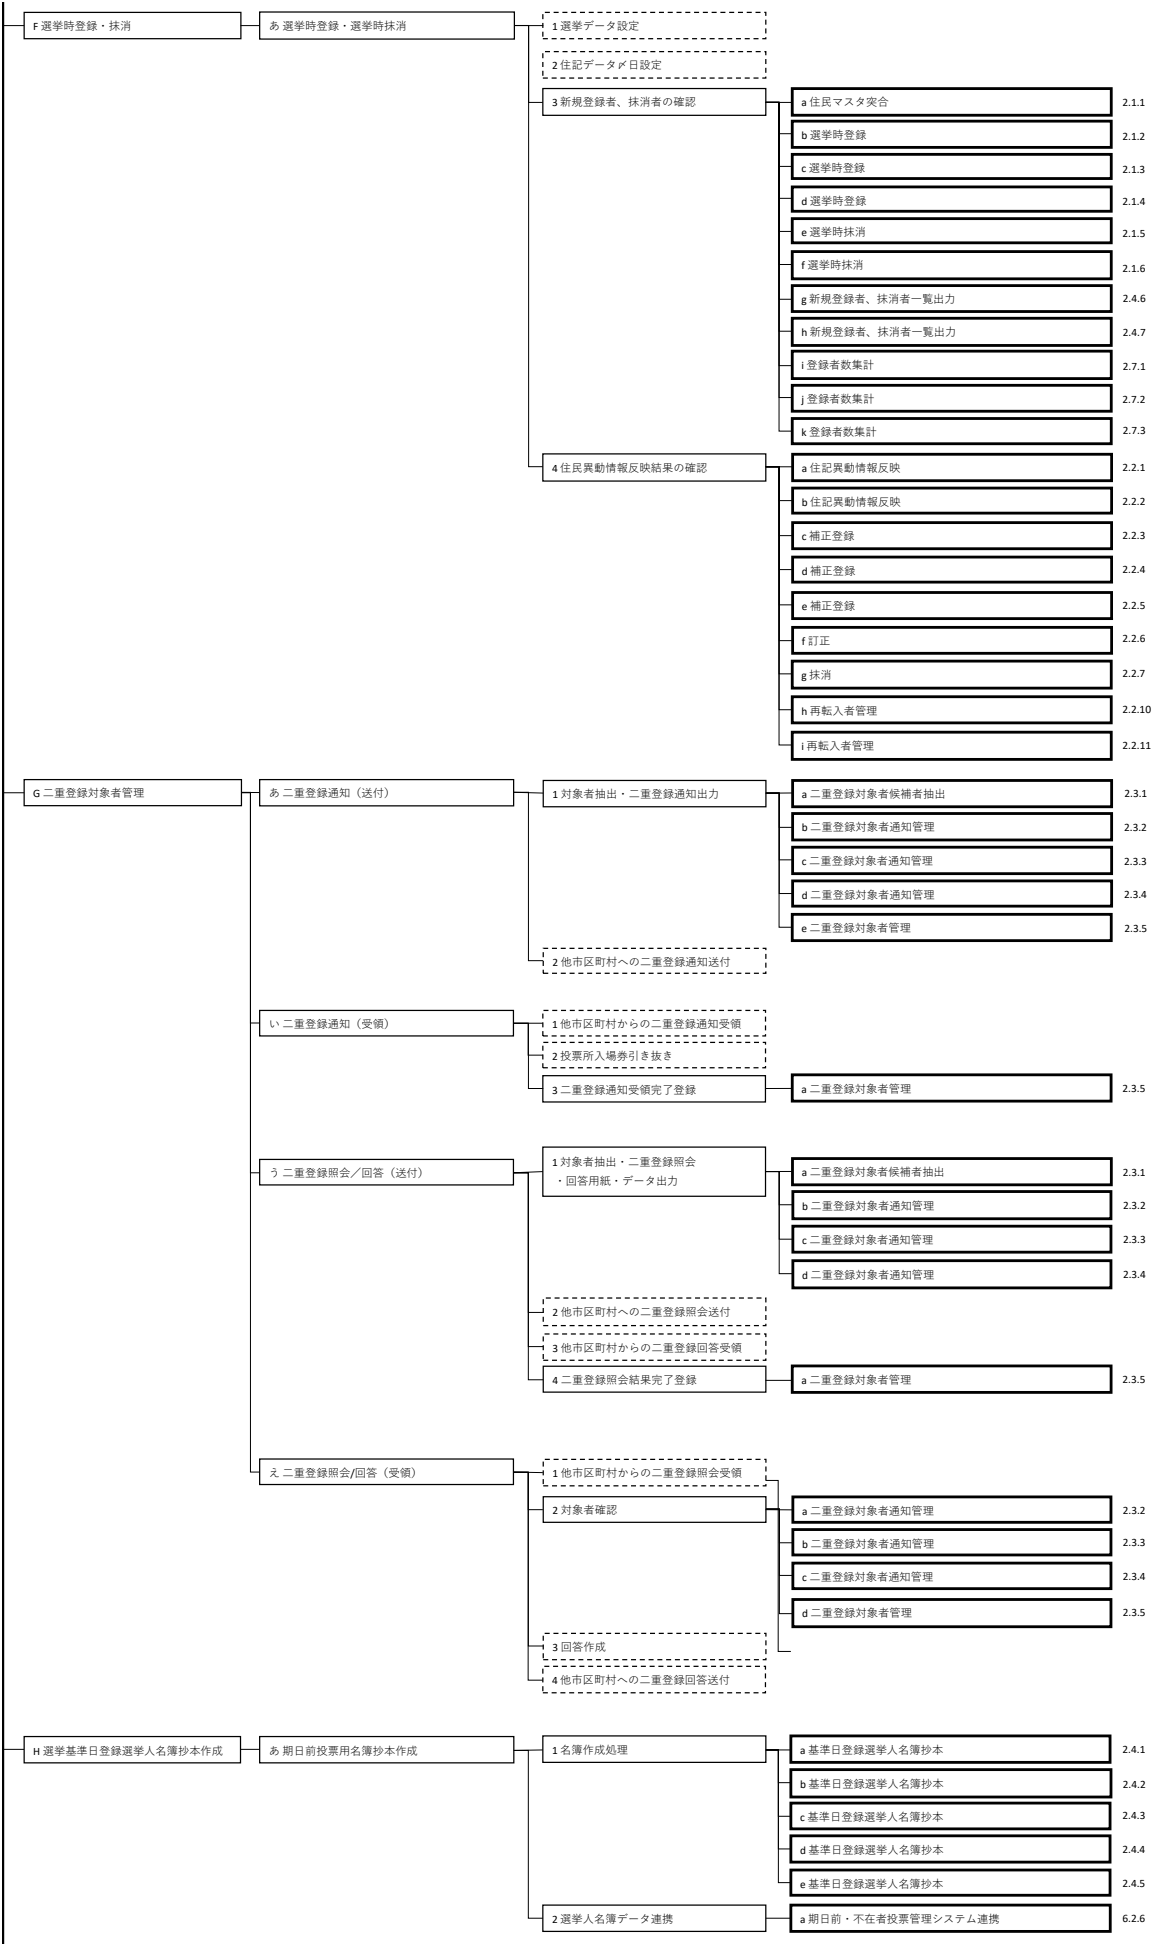 F 選挙時登録・抹消
あ 選挙時登録・選挙時抹消
1 選挙データ設定
2 住記データ〆日設定
3 新規登録者、抹消者の確認
a 住民マスタ突合 2.1.1
b 選挙時登録 2.1.2
c 選挙時登録 2.1.3
d 選挙時登録 2.1.4
e 選挙時抹消 2.1.5
f 選挙時抹消 2.1.6
g 新規登録者、抹消者一覧出力 2.4.6
h 新規登録者、抹消者一覧出力 2.4.7
i 登録者数集計 2.7.1
j 登録者数集計 2.7.2
k 登録者数集計 2.7.3
4 住民異動情報反映結果の確認
a 住記異動情報反映 2.2.1
b 住記異動情報反映 2.2.2
c 補正登録 2.2.3
d 補正登録 2.2.4
e 補正登録 2.2.5
f 訂正 2.2.6
g 抹消 2.2.7
h 再転入者管理 2.2.10
i 再転入者管理 2.2.11
G 二重登録対象者管理
あ 二重登録通知（送付）
1 対象者抽出・二重登録通知出力
a 二重登録対象者候補者抽出 2.3.1
b 二重登録対象者通知管理 2.3.2
c 二重登録対象者通知管理 2.3.3
d 二重登録対象者通知管理 2.3.4
e 二重登録対象者管理 2.3.5
2 他市区町村への二重登録通知送付
い 二重登録通知（受領）
1 他市区町村からの二重登録通知受領
2 投票所入場券引き抜き
3 二重登録通知受領完了登録
a 二重登録対象者管理 2.3.5
う 二重登録照会／回答（送付）
1 対象者抽出・二重登録照会
・回答用紙・データ出力
a 二重登録対象者候補者抽出 2.3.1
b 二重登録対象者通知管理 2.3.2
c 二重登録対象者通知管理 2.3.3
d 二重登録対象者通知管理 2.3.4
2 他市区町村への二重登録照会送付
3 他市区町村からの二重登録回答受領
4 二重登録照会結果完了登録
a 二重登録対象者管理 2.3.5
え 二重登録照会/回答（受領）
1 他市区町村からの二重登録照会受領
2 対象者確認
a 二重登録対象者通知管理 2.3.2
b 二重登録対象者通知管理 2.3.3
c 二重登録対象者通知管理 2.3.4
d 二重登録対象者管理 2.3.5
3 回答作成
4 他市区町村への二重登録回答送付
H 選挙基準日登録選挙人名簿抄本作成
あ 期日前投票用名簿抄本作成
1 名簿作成処理
a 基準日登録選挙人名簿抄本 2.4.1
b 基準日登録選挙人名簿抄本 2.4.2
c 基準日登録選挙人名簿抄本 2.4.3
d 基準日登録選挙人名簿抄本 2.4.4
e 基準日登録選挙人名簿抄本 2.4.5
2 選挙人名簿データ連携
a 期日前・不在者投票管理システム連携 6.2.6